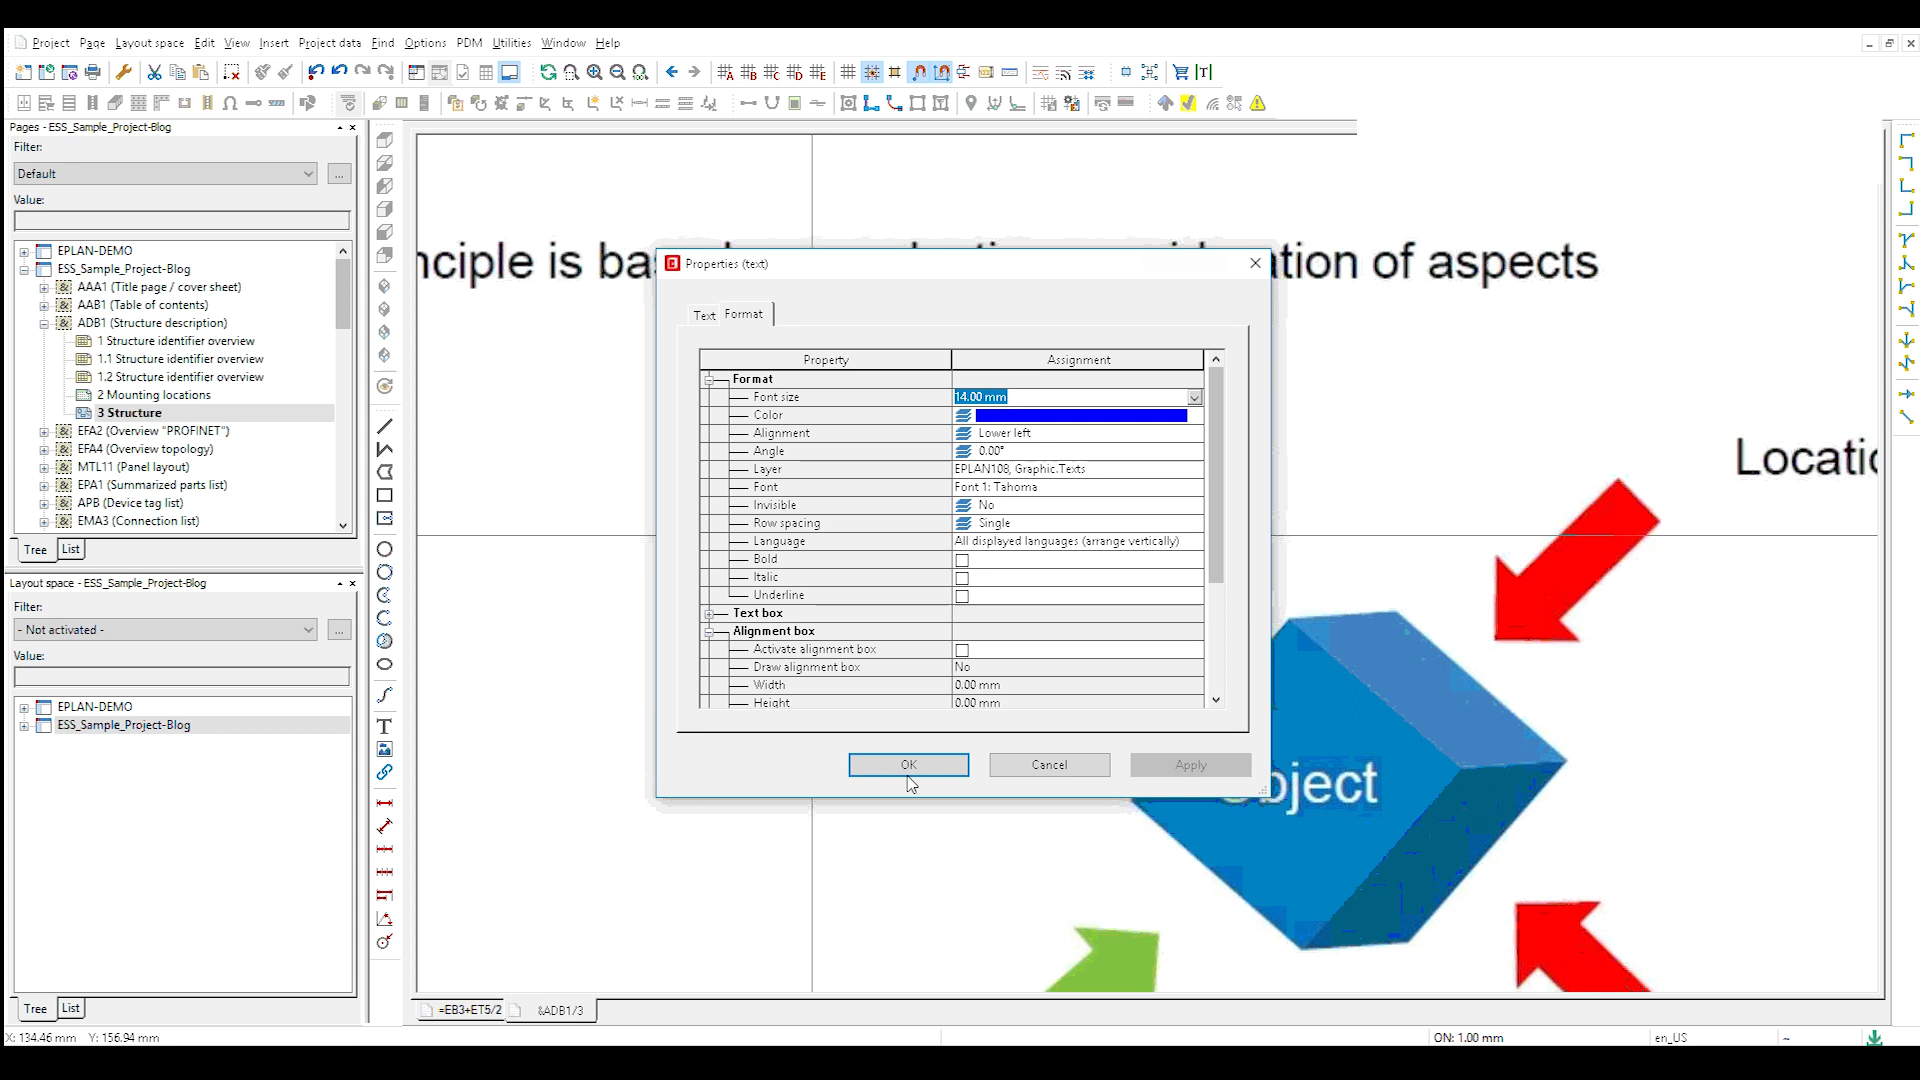 Project Page Layout space Edit View Insert Project data Find Options PDM Utilities Window Help
Pages - ESS_Sample_Project-Blog
Filter:
Default
...
Value:
EPLAN-DEMO
ESS_Sample_Project-Blog
AAA1 (Title page / cover sheet)
AAB1 (Table of contents)
ADB1 (Structure description)
1 Structure identifier overview
1.1 Structure identifier overview
1.2 Structure identifier overview
2 Mounting locations
3 Structure
EFA2 (Overview "PROFINET")
EFA4 (Overview topology)
MTL11 (Panel layout)
EPA1 (Summarized parts list)
APB (Device tag list)
EMA3 (Connection list)
Tree List
Layout space - ESS_Sample_Project-Blog
Filter:
- Not activated -
...
Value:
EPLAN-DEMO
ESS_Sample_Project-Blog
Tree List
nciple is ba
ation of aspects
Locatio
Object
Properties (text)
Text Format
Property Assignment
Format
Font size 14.00 mm
Color
Alignment Lower left
Angle 0.00°
Layer EPLAN108, Graphic.Texts
Font Font 1: Tahoma
Invisible No
Row spacing Single
Language All displayed languages (arrange vertically)
Bold
Italic
Underline
Text box
Alignment box
Activate alignment box
Draw alignment box No
Width 0.00 mm
Height 0.00 mm
OK Cancel Apply
=EB3+ET5/2 &ADB1/3
X: 134.46 mm Y: 156.94 mm ON: 1.00 mm en_US ~